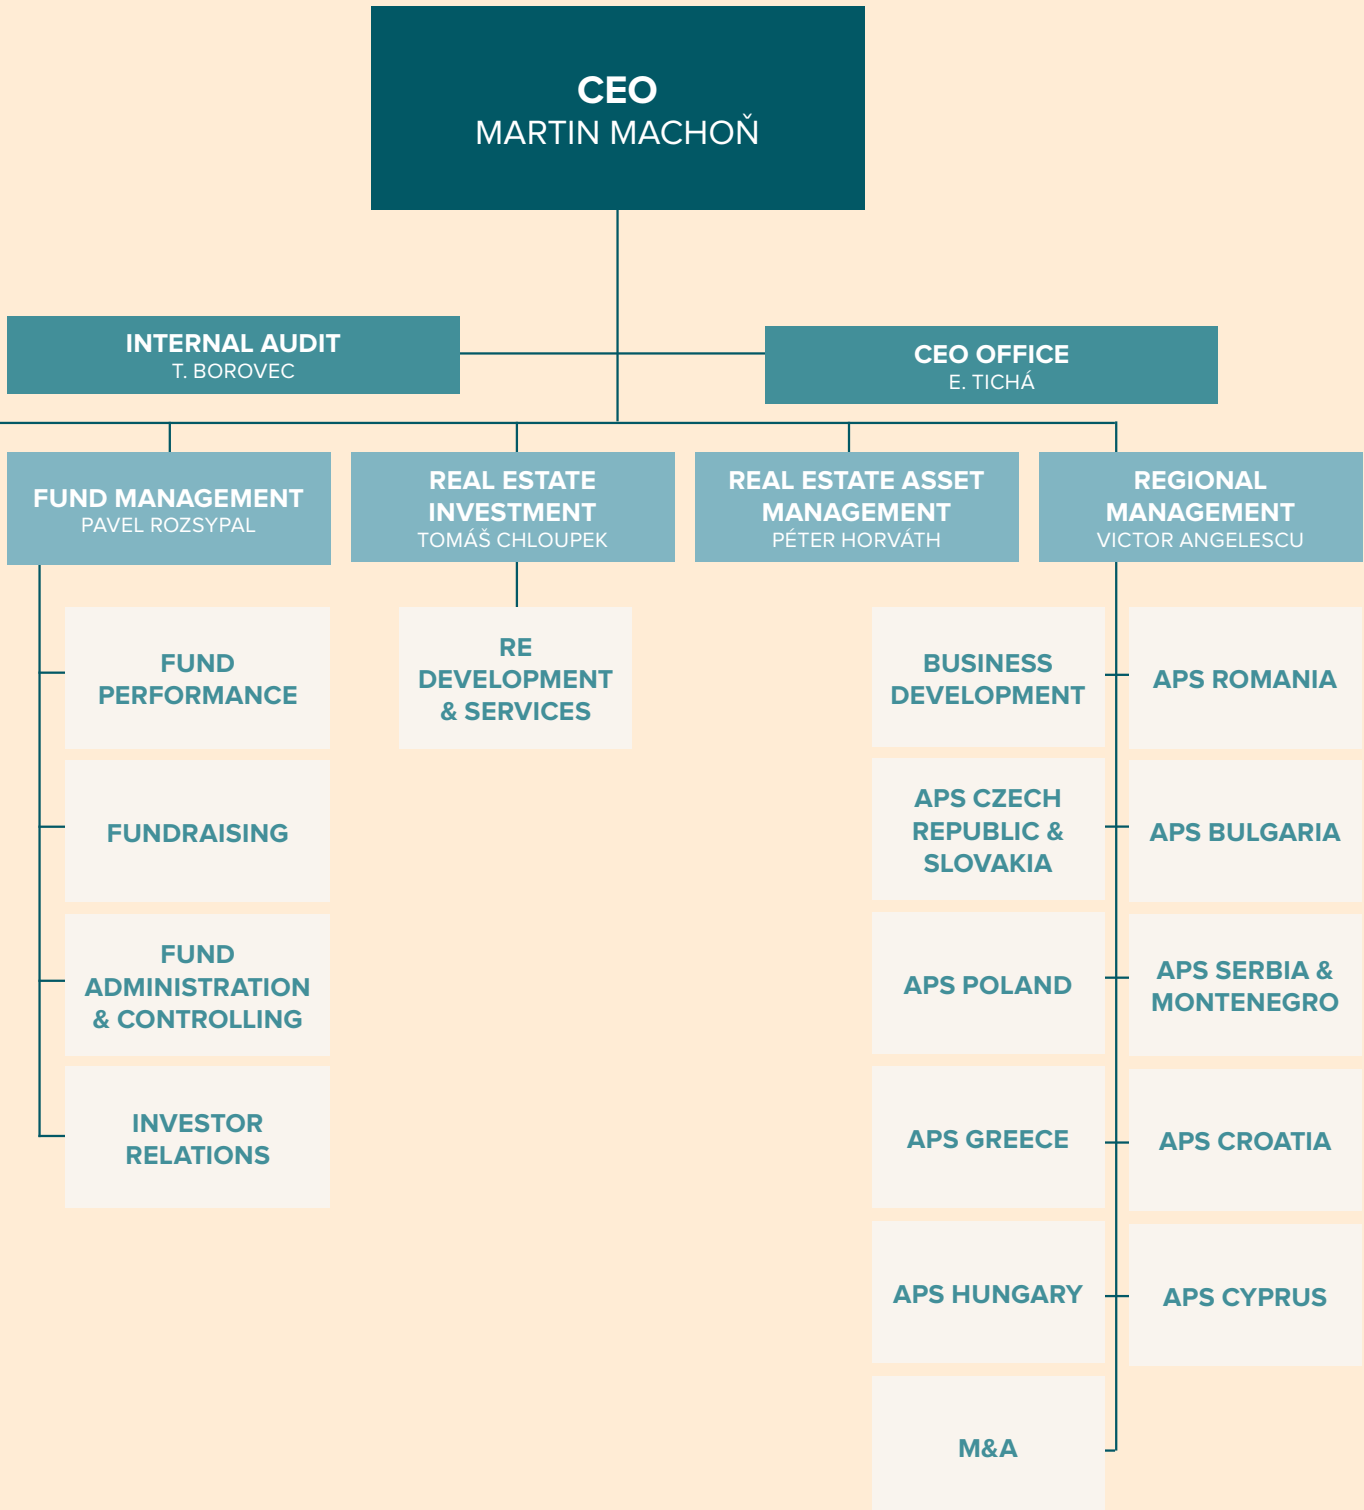 CEO
MARTIN MACHOŇ
INTERNAL AUDIT
T. BOROVEC
CEO OFFICE
E. TICHÁ
FUND MANAGEMENT
PAVEL ROZSYPAL
REAL ESTATE
INVESTMENT
TOMÁŠ CHLOUPEK
REAL ESTATE ASSET
MANAGEMENT
PÉTER HORVÁTH
REGIONAL
MANAGEMENT
VICTOR ANGELESCU
FUND
PERFORMANCE
FUNDRAISING
FUND
ADMINISTRATION
& CONTROLLING
INVESTOR
RELATIONS
RE
DEVELOPMENT
& SERVICES
BUSINESS
DEVELOPMENT
APS CZECH
REPUBLIC &
SLOVAKIA
APS POLAND
APS GREECE
APS HUNGARY
M&A
APS ROMANIA
APS BULGARIA
APS SERBIA &
MONTENEGRO
APS CROATIA
APS CYPRUS